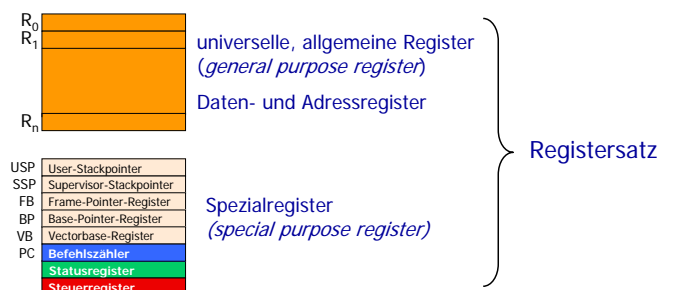 R0
R1
Rn
universelle, allgemeine Register
(general purpose register)
Daten- und Adressregister
Registersatz
USP User-Stackpointer
SSP Supervisor-Stackpointer
FB Frame-Pointer-Register
BP Base-Pointer-Register
VB Vectorbase-Register
PC Befehlszähler
Statusregister
Steuerregister
Spezialregister
(special purpose register)